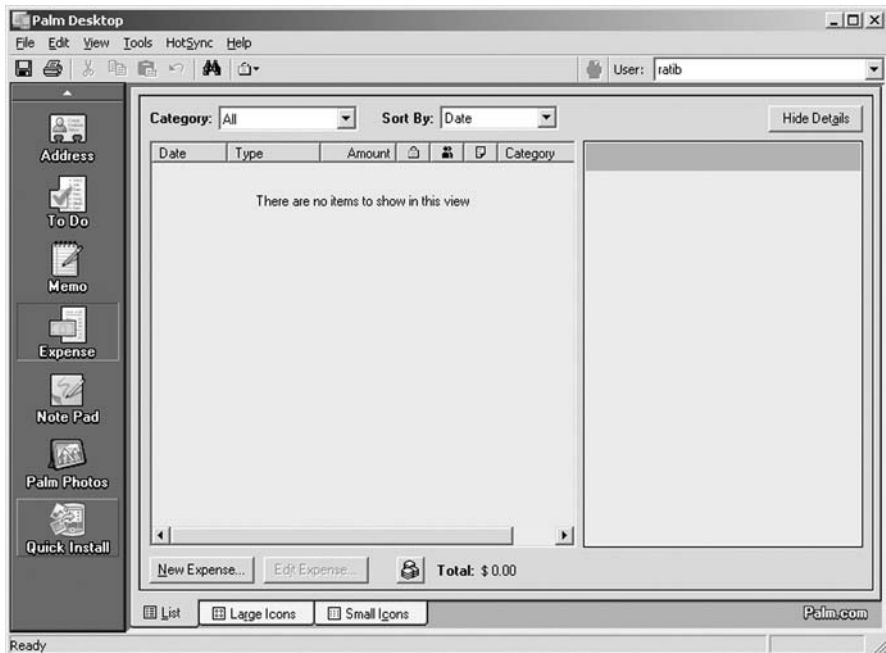 Palm Desktop
File Edit View Tools HotSync Help
User: ratib
Address
To Do
Memo
Expense
Note Pad
Palm Photos
Quick Install
Category: All Sort By: Date Hide Details
Date Type Amount Category
There are no items to show in this view
New Expense... Edit Expense... Total: $ 0.00
List Large Icons Small Icons Palm.com
Ready